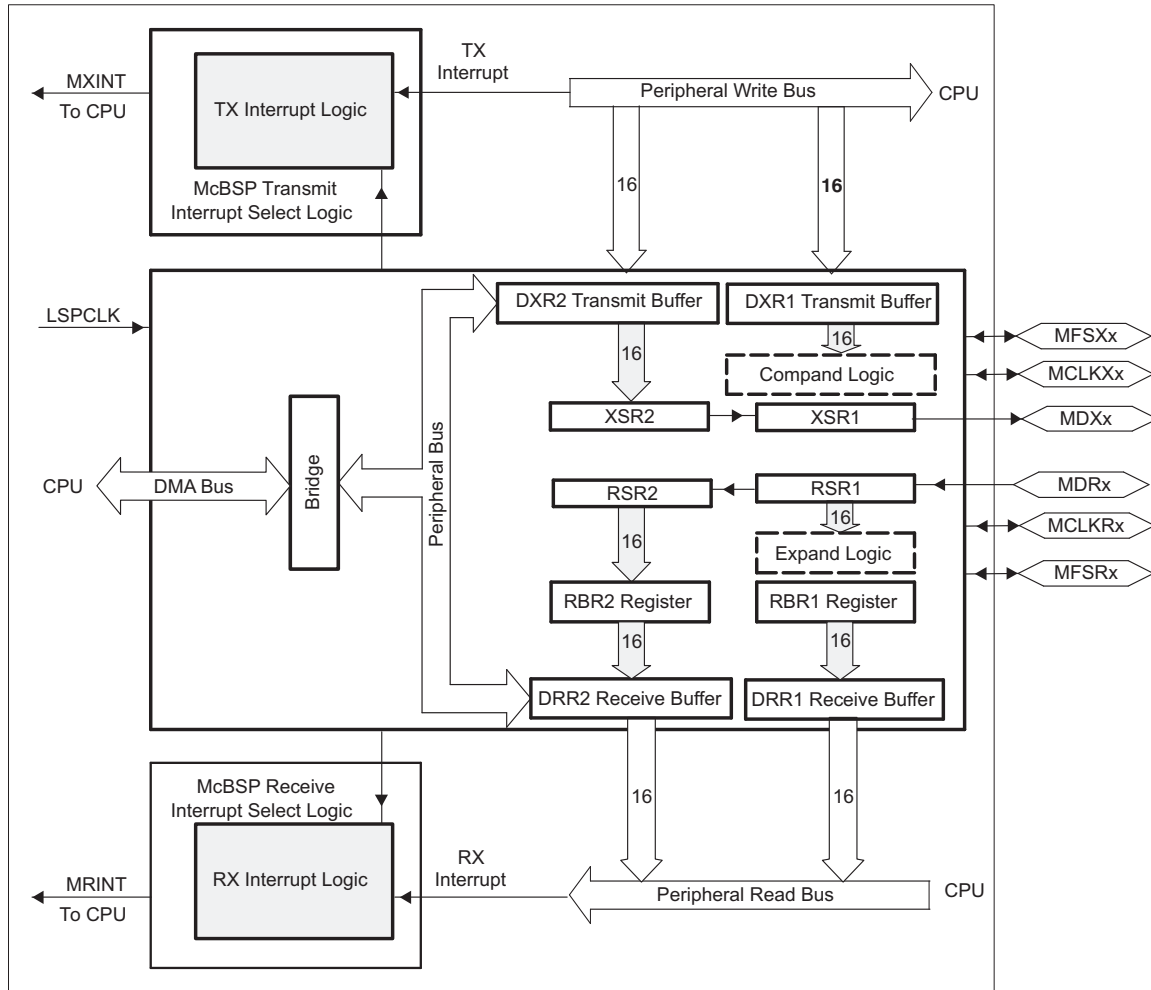 MXINT
To CPU
TX Interrupt Logic
McBSP Transmit
Interrupt Select Logic
TX
Interrupt
Peripheral Write Bus
CPU
16
16
LSPCLK
DXR2 Transmit Buffer
DXR1 Transmit Buffer
16
16
Compand Logic
XSR2
XSR1
MFSXx
MCLKXx
MDXx
CPU
DMA Bus
Bridge
Peripheral Bus
RSR2
RSR1
16
16
Expand Logic
RBR2 Register
RBR1 Register
16
16
DRR2 Receive Buffer
DRR1 Receive Buffer
MDRx
MCLKRx
MFSRx
McBSP Receive
Interrupt Select Logic
RX Interrupt Logic
MRINT
To CPU
RX
Interrupt
16
16
Peripheral Read Bus
CPU